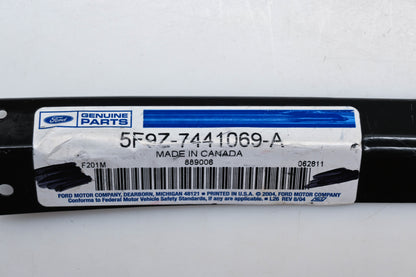 Ford
GENUINE
PARTS
5F9Z-7441069-A
MADE IN CANADA
F201M 889006 062811
FORD MOTOR COMPANY, DEARBORN, MICHIGAN 48121 • PRINTED IN U.S.A. © 2004, FORD MOTOR COMPANY
Conforms to Federal Motor Vehicle Safety Standards, if any are applicable. • L26 REV 8/04